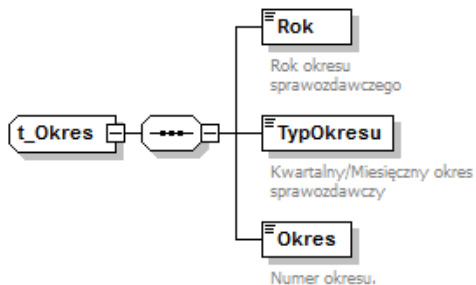 Rok
Rok okresu
sprawozdawczego
t_Okres
TypOkresu
Kwartalny/Miesięczny okres
sprawozdawczy
Okres
Numer okresu.